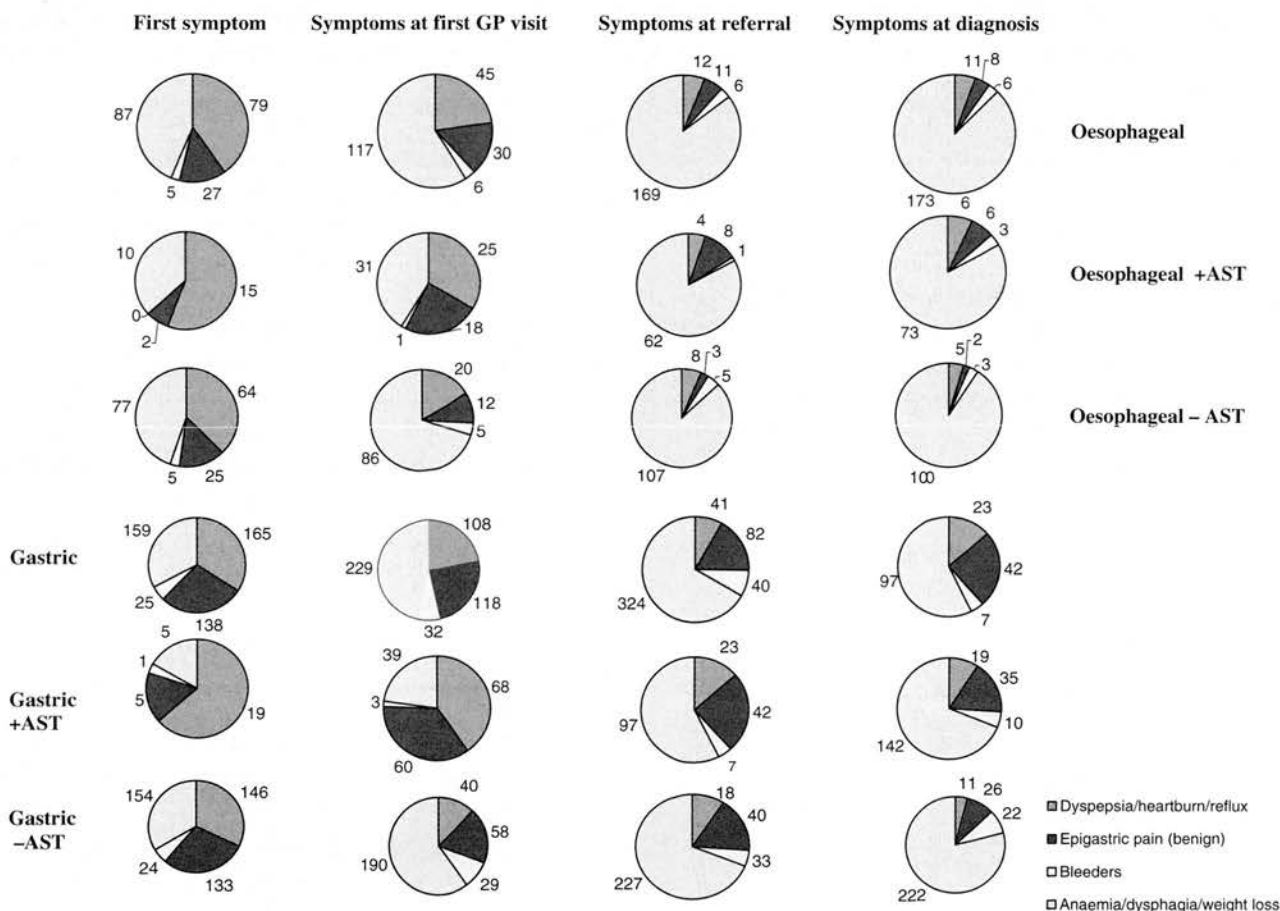 First symptom Symptoms at first GP visit Symptoms at referral Symptoms at diagnosis
87 79 5 27
45 117 30 6
12 11 6 169
11 8 6 173
Oesophageal
10 15 0 2
25 31 18 1
4 8 1 62
6 6 3 73
Oesophageal +AST
77 64 5 25
20 12 5 86
8 3 5 107
5 2 3 100
Oesophageal – AST
Gastric
159 165 25 138
108 229 118 32
41 82 40 324
23 42 97 7
Gastric
+AST
5 1 5 19
39 68 3 60
23 42 97 7
19 35 10 142
Gastric
–AST
154 146 24 133
40 58 190 29
18 40 33 227
11 26 22 222
Dyspepsia/heartburn/reflux
Epigastric pain (benign)
Bleeders
Anaemia/dysphagia/weight loss